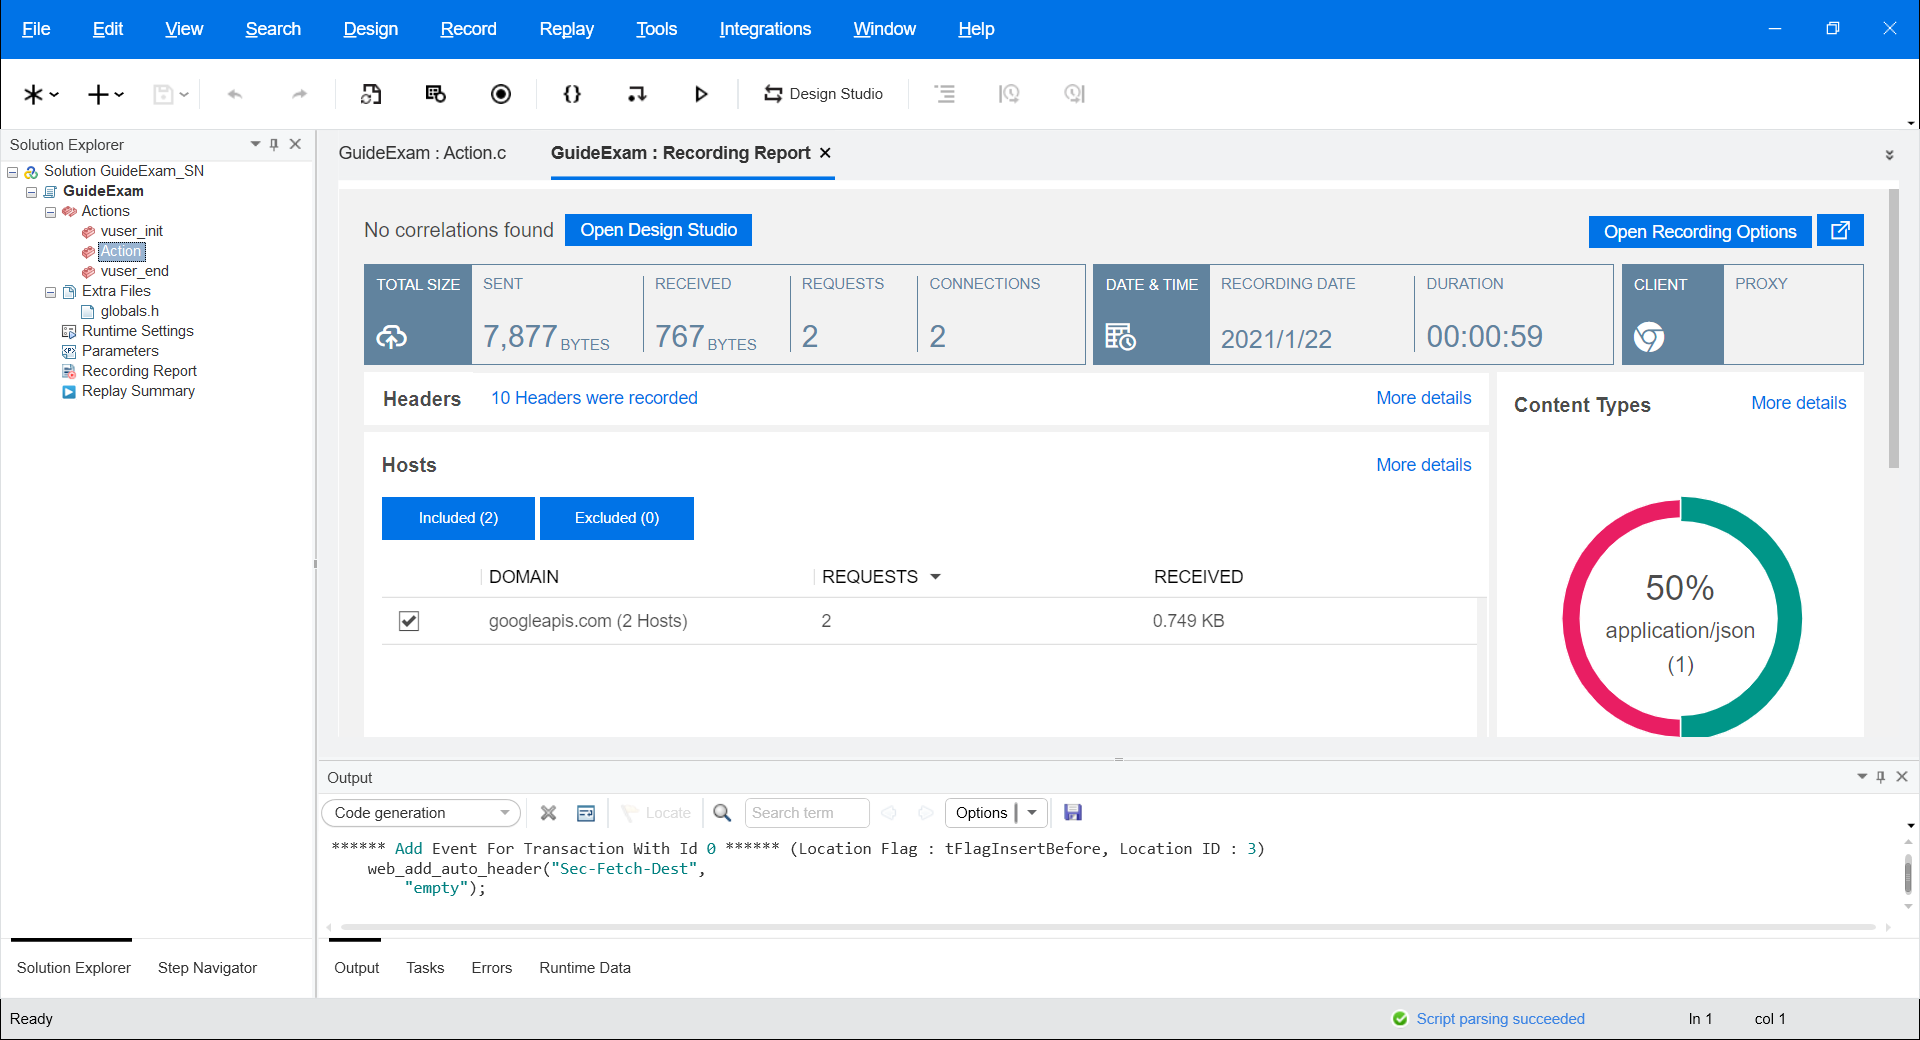 File Edit View Search Design Record Replay Tools Integrations Window Help
Design Studio
Solution Explorer
Solution GuideExam_SN
GuideExam
Actions
vuser_init
Action
vuser_end
Extra Files
globals.h
Runtime Settings
Parameters
Recording Report
Replay Summary
GuideExam : Action.c
GuideExam : Recording Report
No correlations found
Open Design Studio
Open Recording Options
TOTAL SIZE
SENT
7,877 BYTES
RECEIVED
767 BYTES
REQUESTS
2
CONNECTIONS
2
DATE & TIME
RECORDING DATE
2021/1/22
DURATION
00:00:59
CLIENT
PROXY
Headers
10 Headers were recorded
More details
Hosts
More details
Included (2)
Excluded (0)
DOMAIN REQUESTS RECEIVED
googleapis.com (2 Hosts) 2 0.749 KB
Content Types
More details
50%
application/json
(1)
Output
Code generation
Locate
Search term
Options
****** Add Event For Transaction With Id 0 ****** (Location Flag : tFlagInsertBefore, Location ID : 3)
web_add_auto_header("Sec-Fetch-Dest",
"empty");
Solution Explorer
Step Navigator
Output
Tasks
Errors
Runtime Data
Ready
Script parsing succeeded
ln 1
col 1